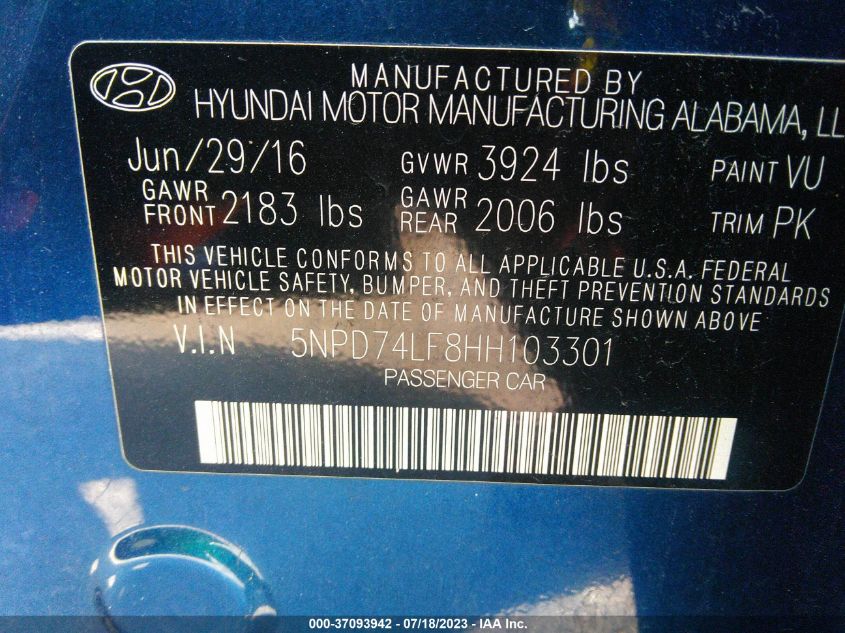 MANUFACTURED BY
HYUNDAI MOTOR MANUFACTURING ALABAMA, LL
Jun/29/16 GVWR 3924 lbs PAINT VU
GAWR FRONT 2183 lbs GAWR REAR 2006 lbs TRIM PK
THIS VEHICLE CONFORMS TO ALL APPLICABLE U.S.A. FEDERAL
MOTOR VEHICLE SAFETY, BUMPER, AND THEFT PREVENTION STANDARDS
IN EFFECT ON THE DATE OF MANUFACTURE SHOWN ABOVE
V.I.N 5NPD74LF8HH103301
PASSENGER CAR
000-37093942 - 07/18/2023 - IAA Inc.